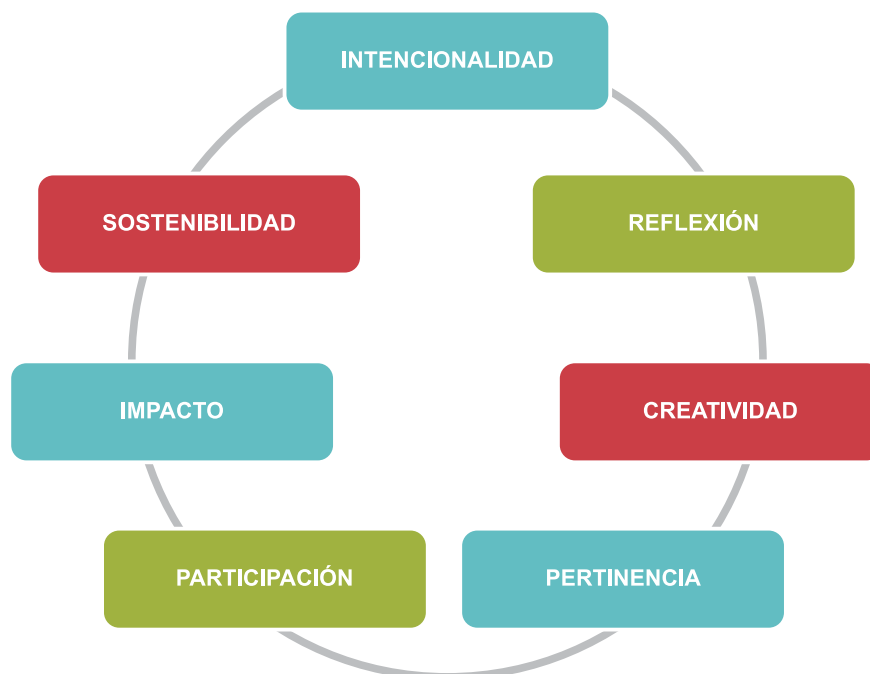 INTENCIONALIDAD
REFLEXIÓN
CREATIVIDAD
PERTINENCIA
PARTICIPACIÓN
IMPACTO
SOSTENIBILIDAD